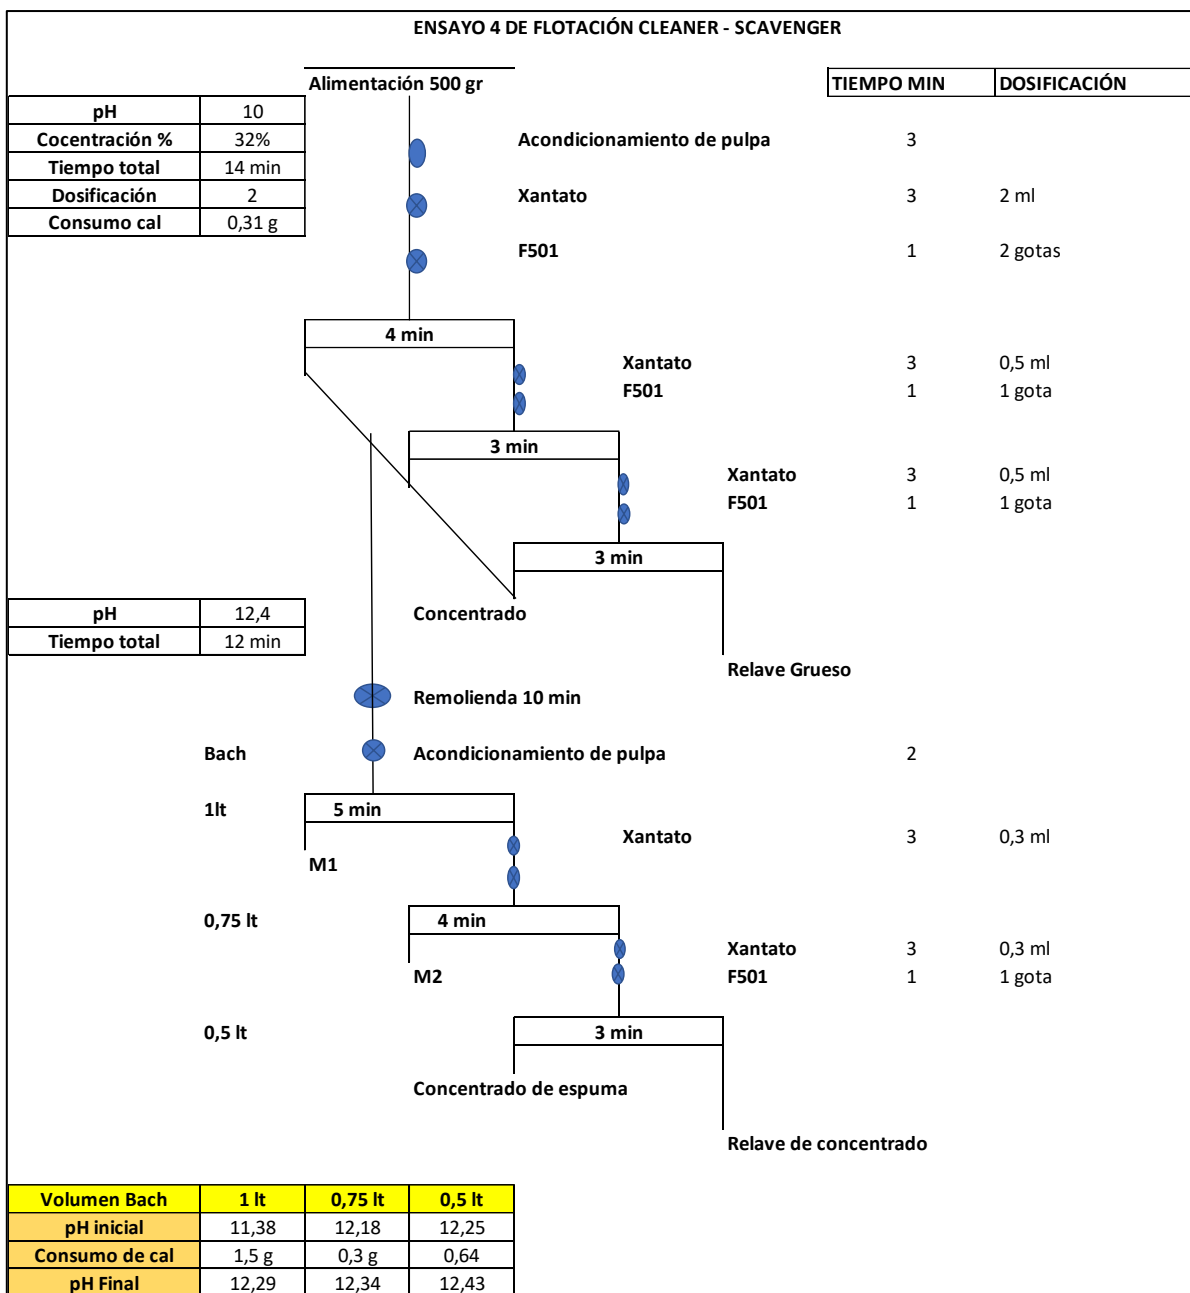 ENSAYO 4 DE FLOTACIÓN CLEANER - SCAVENGER
Alimentación 500 gr
TIEMPO MIN DOSIFICACIÓN
pH 10
Cocentración % 32%
Acondicionamiento de pulpa 3
Tiempo total 14 min
Dosificación 2
Xantato 3 2 ml
Consumo cal 0,31 g
F501 1 2 gotas
4 min
Xantato 3 0,5 ml
F501 1 1 gota
3 min
Xantato 3 0,5 ml
F501 1 1 gota
3 min
pH 12,4
Concentrado
Tiempo total 12 min
Relave Grueso
Remolienda 10 min
Bach Acondicionamiento de pulpa 2
1lt 5 min
Xantato 3 0,3 ml
M1
0,75 lt 4 min
Xantato 3 0,3 ml
M2 F501 1 1 gota
0,5 lt 3 min
Concentrado de espuma
Relave de concentrado
Volumen Bach 1 lt 0,75 lt 0,5 lt
pH inicial 11,38 12,18 12,25
Consumo de cal 1,5 g 0,3 g 0,64
pH Final 12,29 12,34 12,43